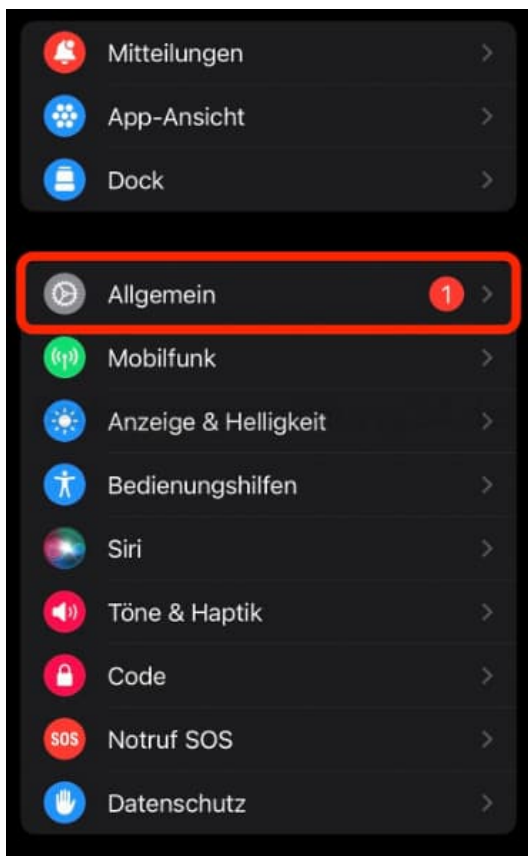 Mitteilungen
App-Ansicht
Dock
Allgemein 1
Mobilfunk
Anzeige & Helligkeit
Bedienungshilfen
Siri
Töne & Haptik
Code
SOS Notruf SOS
Datenschutz